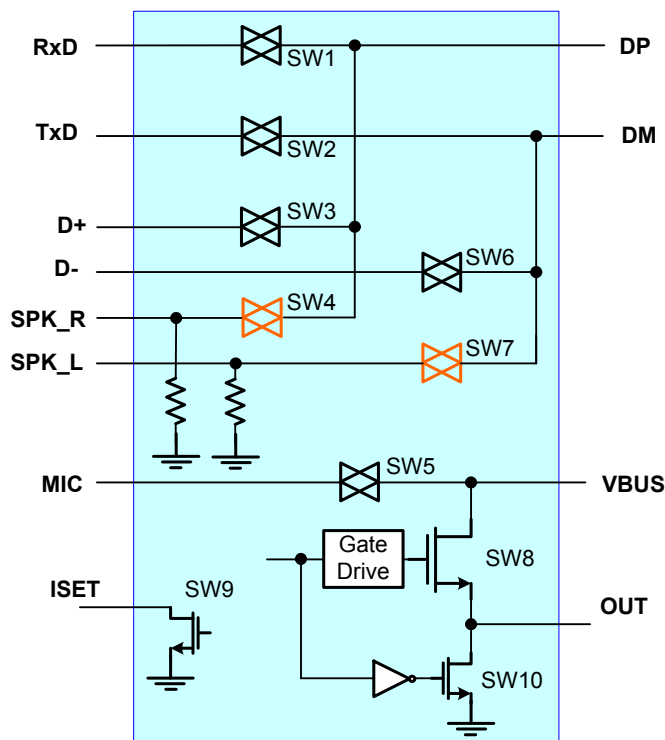 RxD
SW1
DP
TxD
SW2
DM
D+
SW3
D-
SW6
SPK_R
SW4
SPK_L
SW7
MIC
SW5
VBUS
Gate
Drive
SW8
ISET
SW9
OUT
SW10